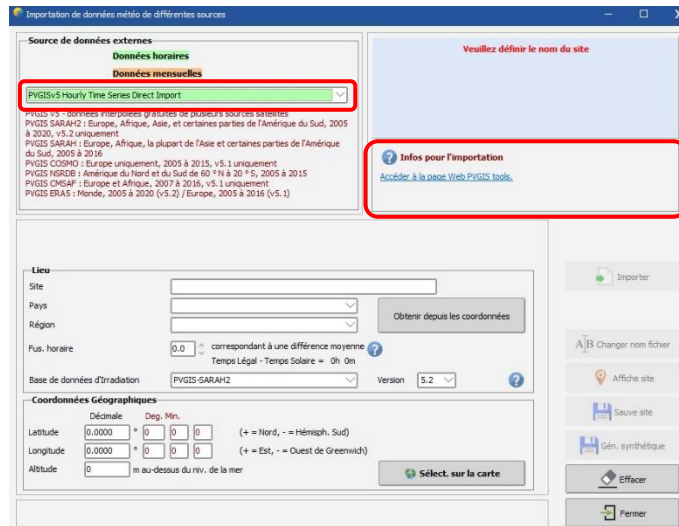 Importation de données météo de différentes sources
Source de données externes
Données horaires
Données mensuelles
PVGISv5 Hourly Time Series Direct Import
PVGIS v5 - données interpolées gratuites de plusieurs sources satellites
PVGIS SARAH2 : Europe, Afrique, Asie, et certaines parties de l'Amérique du Sud, 2005
à 2020, v5.2 uniquement
PVGIS SARAH : Europe, Afrique, la plupart de l'Asie et certaines parties de l'Amérique
du Sud, 2005 à 2016
PVGIS COSMO : Europe uniquement, 2005 à 2015, v5.1 uniquement
PVGIS NSRDB : Amérique du Nord et du Sud de 60 ° N à 20 ° S, 2005 à 2015
PVGIS CMSAF : Europe et Afrique, 2007 à 2016, v5.1 uniquement
PVGIS ERA5 : Monde, 2005 à 2020 (v5.2) / Europe, 2005 à 2016 (v5.1)
Veuillez définir le nom du site
Infos pour l'importation
Accéder à la page Web PVGIS tools.
Lieu
Site
Pays
Région
Obtenir depuis les coordonnées
Fus. horaire 0.0 correspondant à une différence moyenne
Temps Légal - Temps Solaire = 0h 0m
Base de données d'Irradiation PVGIS-SARAH2 Version 5.2
Coordonnées Géographiques
Décimale Deg. Min.
Latitude 0.0000 ° 0 0 0 (+ = Nord, - = Hémisph. Sud)
Longitude 0.0000 ° 0 0 0 (+ = Est, - = Ouest de Greenwich)
Altitude 0 m au-dessus du niv. de la mer
Sélect. sur la carte
Importer
Changer nom fichier
Affiche site
Sauve site
Gén. synthétique
Effacer
Fermer